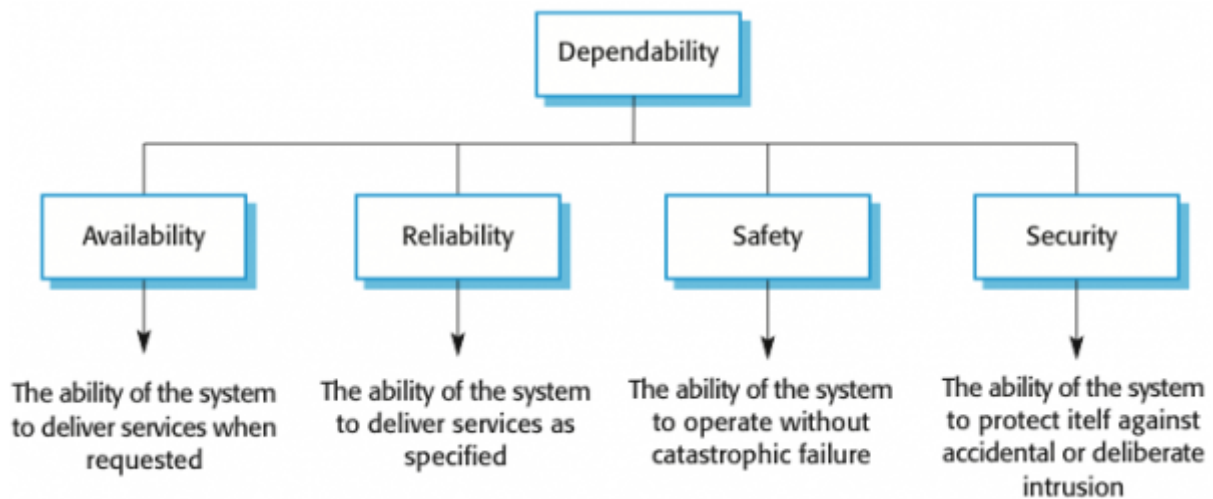 Dependability
Availability
Reliability
Safety
Security
The ability of the system
to deliver services when
requested
The ability of the system
to deliver services as
specified
The ability of the system
to operate without
catastrophic failure
The ability of the system
to protect itelf against
accidental or deliberate
intrusion